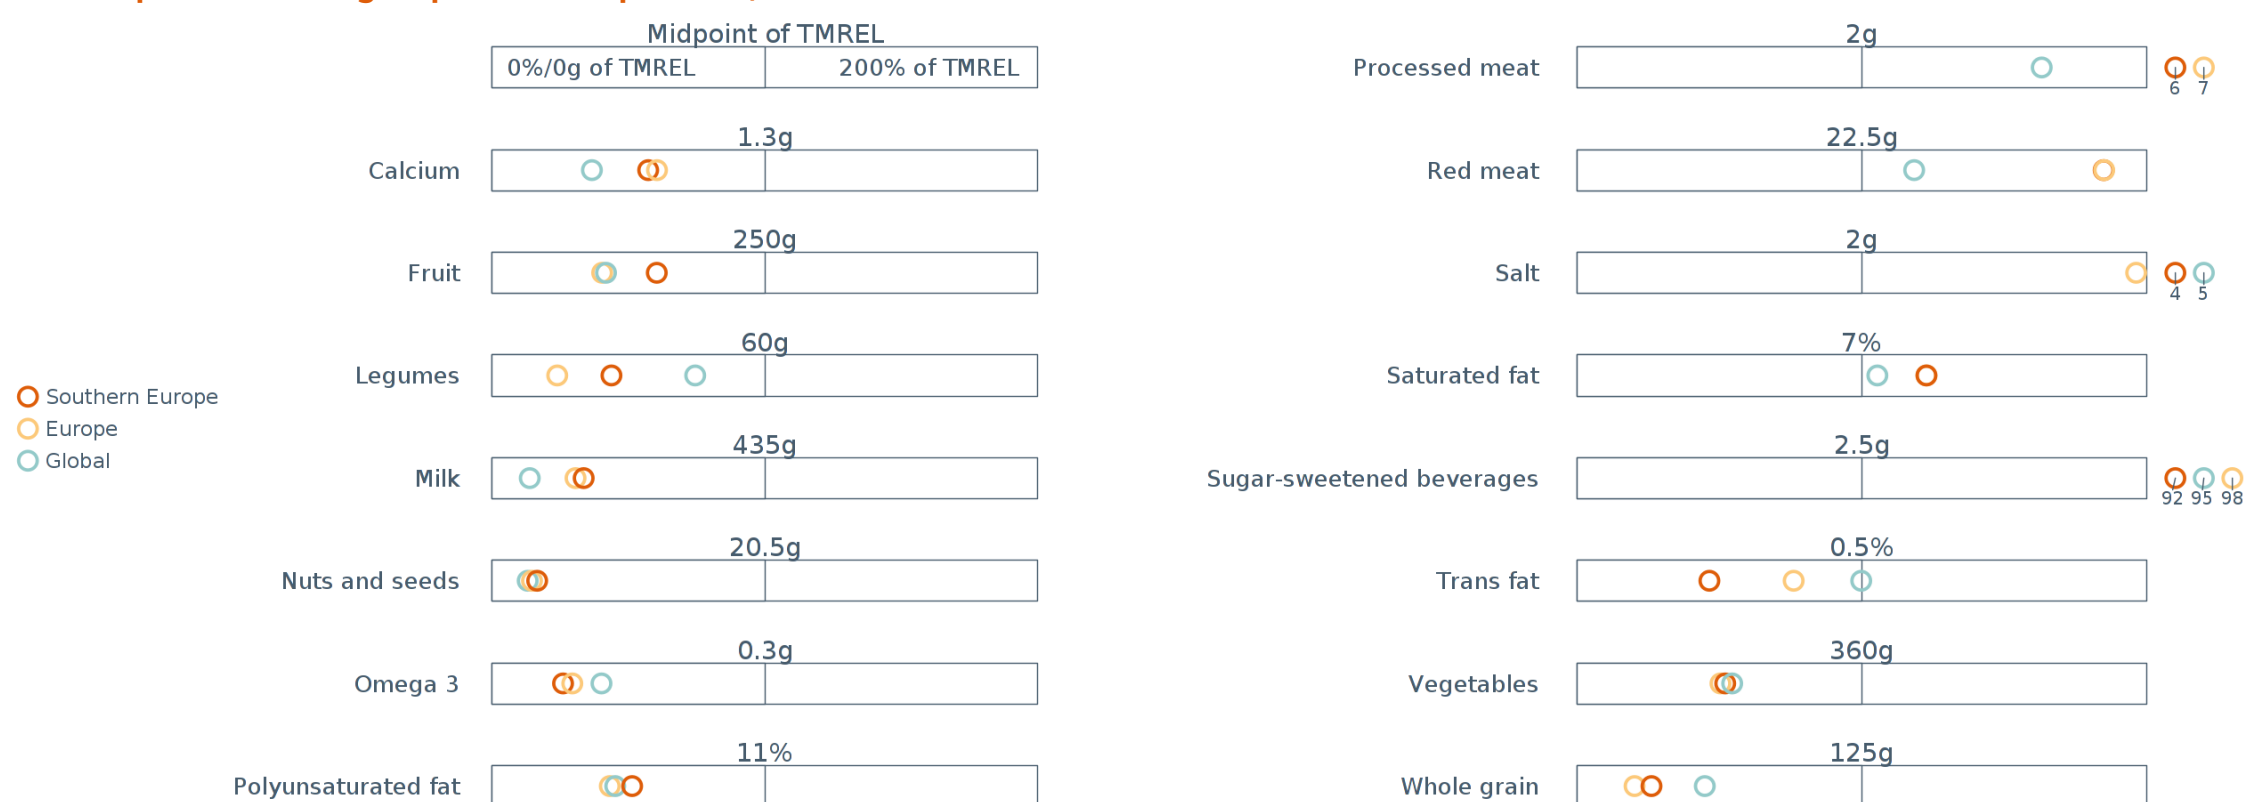 Midpoint of TMREL
0%/0g of TMREL 200% of TMREL
Calcium 1.3g
Fruit 250g
Legumes 60g
Milk 435g
Nuts and seeds 20.5g
Omega 3 0.3g
Polyunsaturated fat 11%
Southern Europe
Europe
Global
Processed meat 2g 6 7
Red meat 22.5g
Salt 2g 4 5
Saturated fat 7%
Sugar-sweetened beverages 2.5g 92 95 98
Trans fat 0.5%
Vegetables 360g
Whole grain 125g